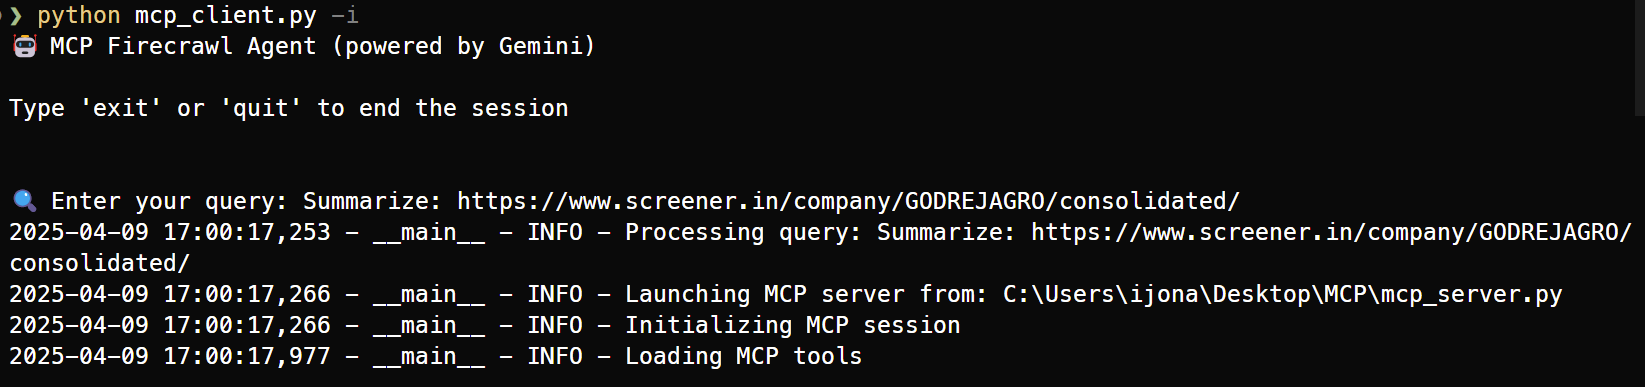 ❯ python mcp_client.py -i
🤖 MCP Firecrawl Agent (powered by Gemini)
Type 'exit' or 'quit' to end the session
🔍 Enter your query: Summarize: https://www.screener.in/company/GODREJAGRO/consolidated/
2025-04-09 17:00:17,253 - __main__ - INFO - Processing query: Summarize: https://www.screener.in/company/GODREJAGRO/
consolidated/
2025-04-09 17:00:17,266 - __main__ - INFO - Launching MCP server from: C:\Users\ijona\Desktop\MCP\mcp_server.py
2025-04-09 17:00:17,266 - __main__ - INFO - Initializing MCP session
2025-04-09 17:00:17,977 - __main__ - INFO - Loading MCP tools